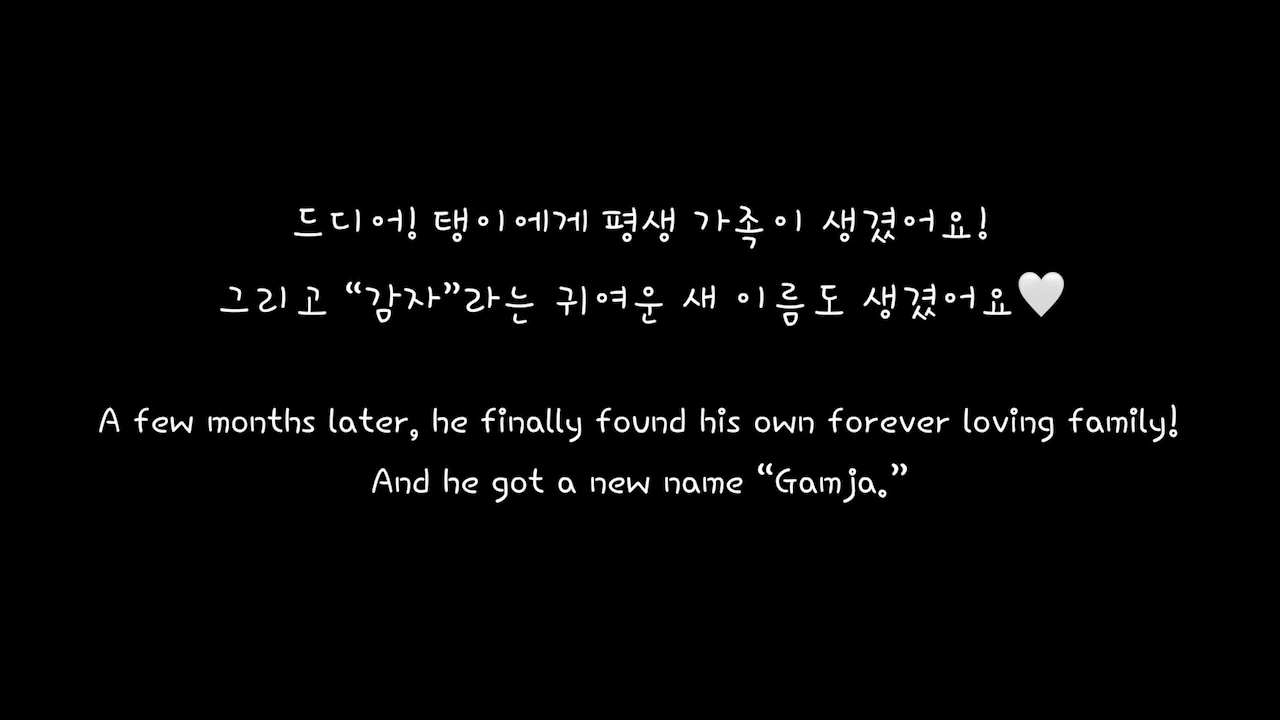 드디어! 탱이에게 평생 가족이 생겼어요!
그리고 “감자”라는 귀여운 새 이름도 생겼어요🤍
A few months later, he finally found his own forever loving family!
And he got a new name “Gamja.”